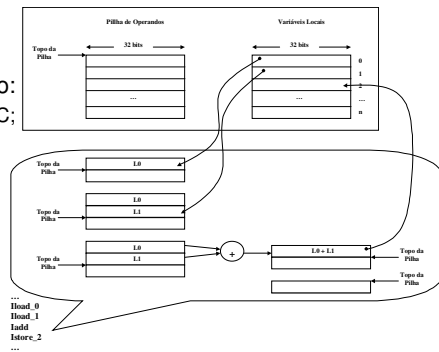 Pillha de Operandos
Variáveis Locais
32 bits
32 bits
Topo da
Pilha
0
1
2
...
n
...
...
o:
C;
Topo da
Pilha
L0
Topo da
Pilha
L0
L1
Topo da
Pilha
L0
L1
+
L0 + L1
Topo da
Pilha
Topo da
Pilha
...
Iload_0
Iload_1
Iadd
Istore_2
...